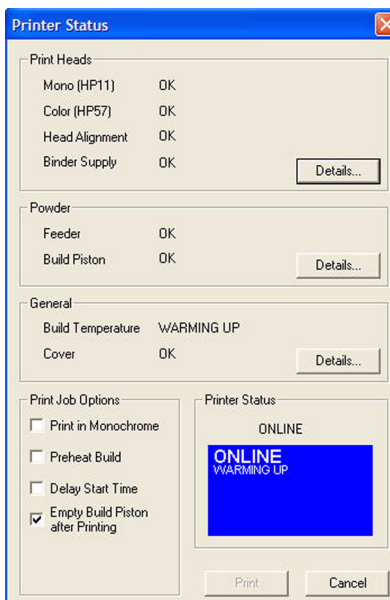 Printer Status
Print Heads
Mono (HP11) OK
Color (HP57) OK
Head Alignment OK
Binder Supply OK
Details...
Powder
Feeder OK
Build Piston OK
Details...
General
Build Temperature WARMING UP
Cover OK
Details...
Print Job Options
Print in Monochrome
Preheat Build
Delay Start Time
Empty Build Piston
after Printing
Printer Status
ONLINE
ONLINE
WARMING UP
Print
Cancel